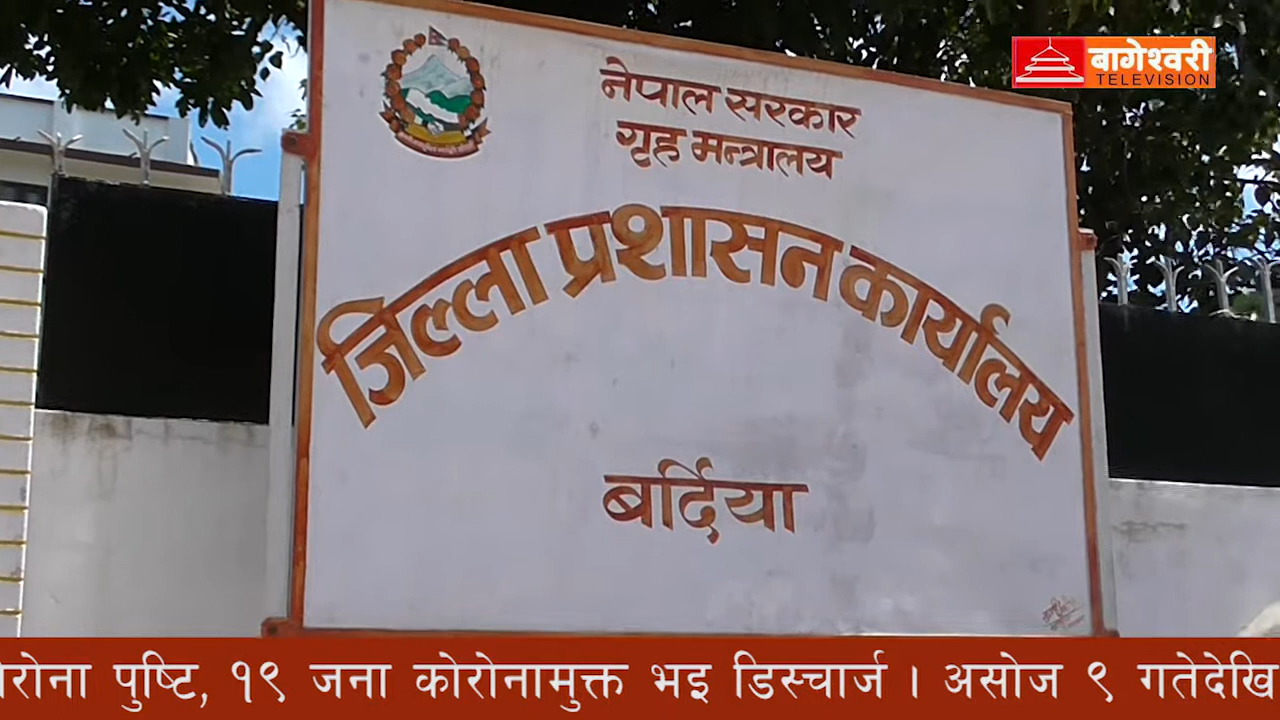 बागेश्वरी
TELEVISION
नेपाल सरकार
गृह मन्त्रालय
जिल्ला प्रशासन कार्यालय
बर्दिया
रोना पुष्टि, १९ जना कोरोनामुक्त भइ डिस्चार्ज । असोज ९ गतेदेखि